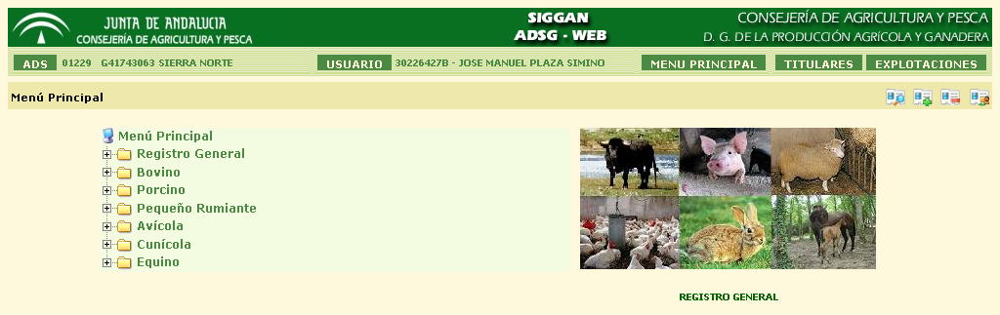 JUNTA DE ANDALUCIA
CONSEJERÍA DE AGRICULTURA Y PESCA
SIGGAN
ADSG - WEB
CONSEJERÍA DE AGRICULTURA Y PESCA
D. G. DE LA PRODUCCIÓN AGRÍCOLA Y GANADERA
ADS 01229 G41743063 SIERRA NORTE USUARIO 30226427B - JOSE MANUEL PLAZA SIMINO MENU PRINCIPAL TITULARES EXPLOTACIONES
Menú Principal
Menú Principal
Registro General
Bovino
Porcino
Pequeño Rumiante
Avícola
Cunícola
Equino
REGISTRO GENERAL